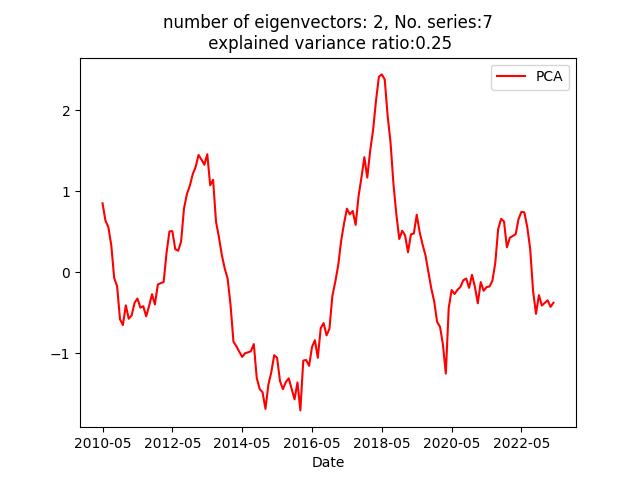 number of eigenvectors: 2, No. series:7
explained variance ratio:0.25
PCA
2
1
0
−1
2010-05 2012-05 2014-05 2016-05 2018-05 2020-05 2022-05
Date